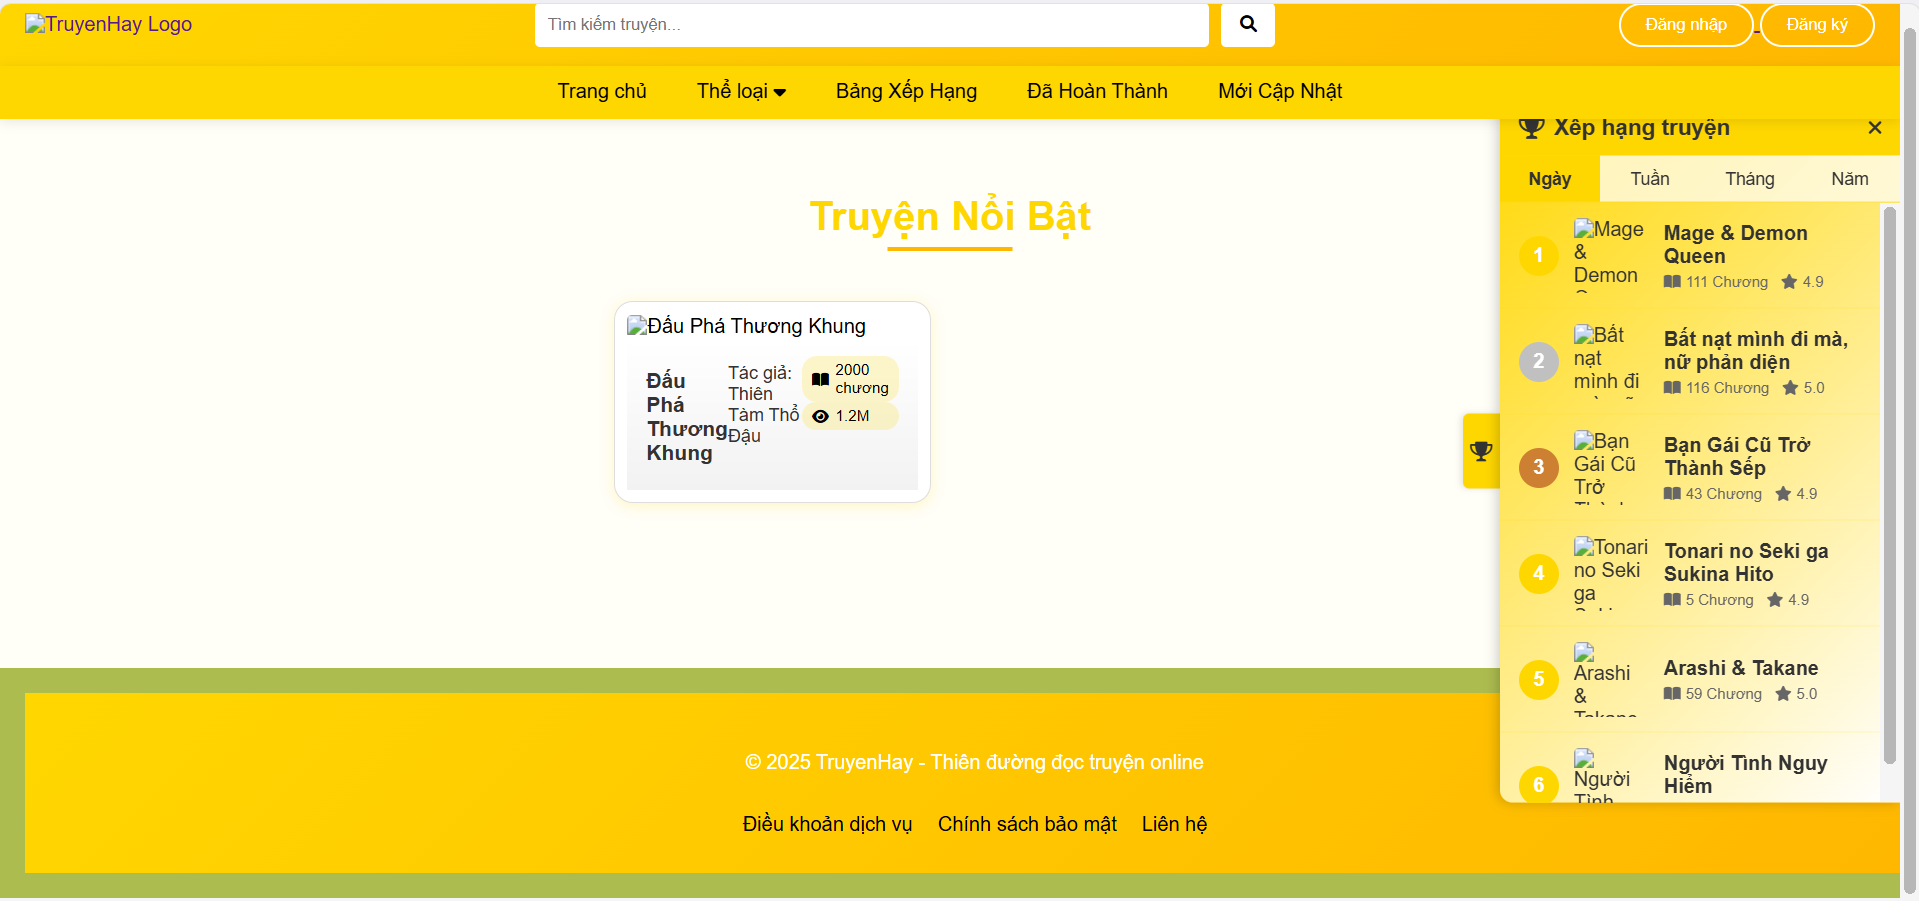 TruyenHay Logo
Tìm kiếm truyện...
Đăng nhập
Đăng ký
Trang chủ
Thể loại
Bảng Xếp Hạng
Đã Hoàn Thành
Mới Cập Nhật
Truyện Nổi Bật
Đấu Phá Thương Khung
Đấu
Phá
Thương
Khung
Tác giả:
Thiên
Tàm Thổ
Đậu
2000
chương
1.2M
Xếp hạng truyện
Ngày
Tuần
Tháng
Năm
1
Mage
&
Demon
Mage & Demon
Queen
111 Chương
4.9
2
Bất
nạt
mình đi
Bất nạt mình đi mà,
nữ phản diện
116 Chương
5.0
3
Bạn
Gái Cũ
Trở
Bạn Gái Cũ Trở
Thành Sếp
43 Chương
4.9
4
Tonari
no Seki
ga
Tonari no Seki ga
Sukina Hito
5 Chương
4.9
5
Arashi
&
Arashi & Takane
59 Chương
5.0
6
Người
Người Tình Nguy
Hiểm
© 2025 TruyenHay - Thiên đường đọc truyện online
Điều khoản dịch vụ
Chính sách bảo mật
Liên hệ